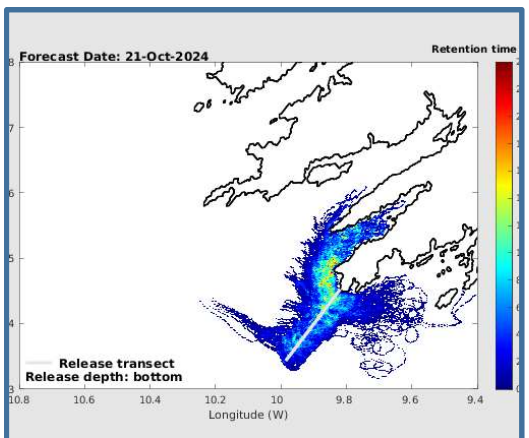 Forecast Date: 21-Oct-2024
Retention time
8
7
6
5
4
3
Release transect
Release depth: bottom
10.8
10.6
10.4
10.2
10
9.8
9.6
9.4
Longitude (W)